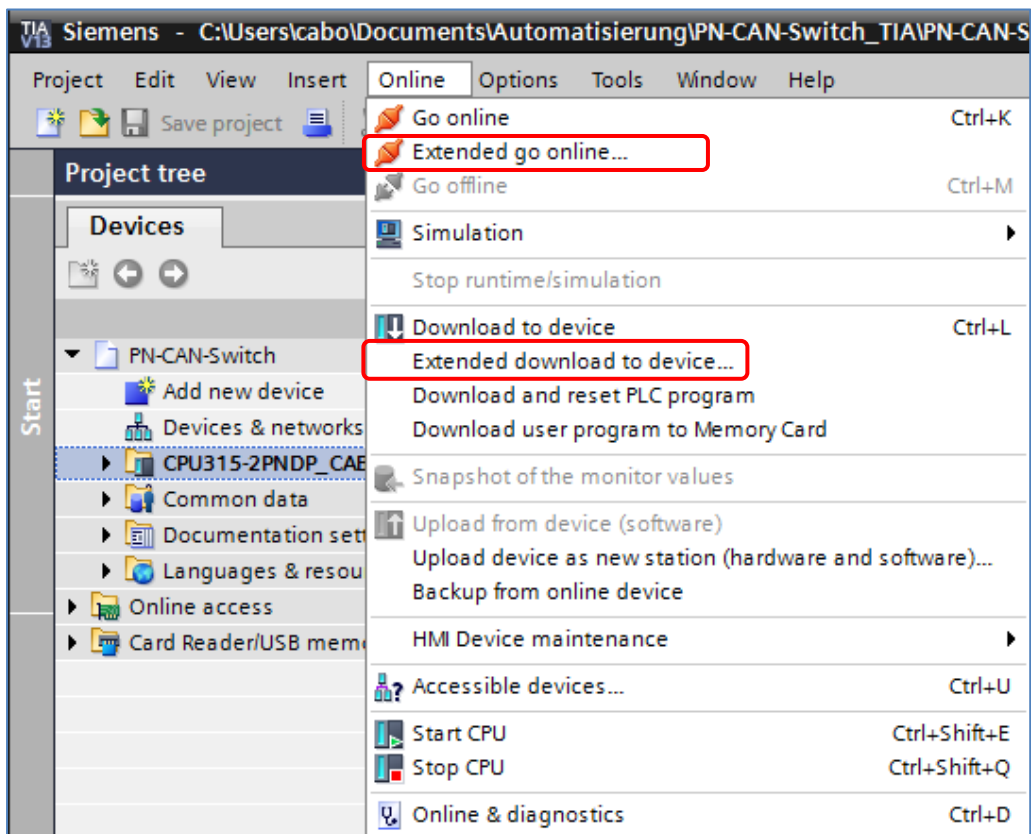 TIA V13 Siemens - C:\Users\cabo\Documents\Automatisierung\PN-CAN-Switch_TIA\PN-CAN-S
Project Edit View Insert Online Options Tools Window Help
Save project
Go online Ctrl+K
Extended go online...
Go offline Ctrl+M
Simulation
Stop runtime/simulation
Download to device Ctrl+L
Extended download to device...
Download and reset PLC program
Download user program to Memory Card
Snapshot of the monitor values
Upload from device (software)
Upload device as new station (hardware and software)...
Backup from online device
HMI Device maintenance
Accessible devices... Ctrl+U
Start CPU Ctrl+Shift+E
Stop CPU Ctrl+Shift+Q
Online & diagnostics Ctrl+D
Start
Project tree
Devices
PN-CAN-Switch
Add new device
Devices & networks
CPU315-2PNDP_CAB
Common data
Documentation sett
Languages & resou
Online access
Card Reader/USB mem